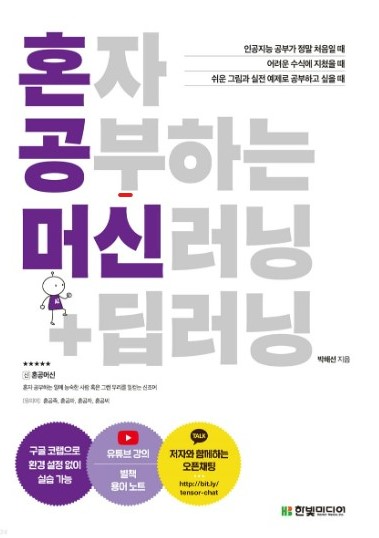 인공지능 공부가 정말 처음일 때
어려운 수식에 지쳤을 때
쉬운 그림과 실전 예제로 공부하고 싶을 때
혼자
공부하는
머신러닝
+딥러닝
박해선 지음
★★★★★
신 혼공머신
혼자 공부하는 일에 능숙한 사람 혹은 그런 무리를 일컫는 신조어
[유의어] 혼공족, 혼공파, 혼공자, 혼공씨
구글 코랩으로
환경 설정 없이
실습 가능
유튜브 강의
별책
용어 노트
TALK
저자와 함께하는
오픈채팅
http://bit.ly/
tensor-chat
HB 한빛미디어